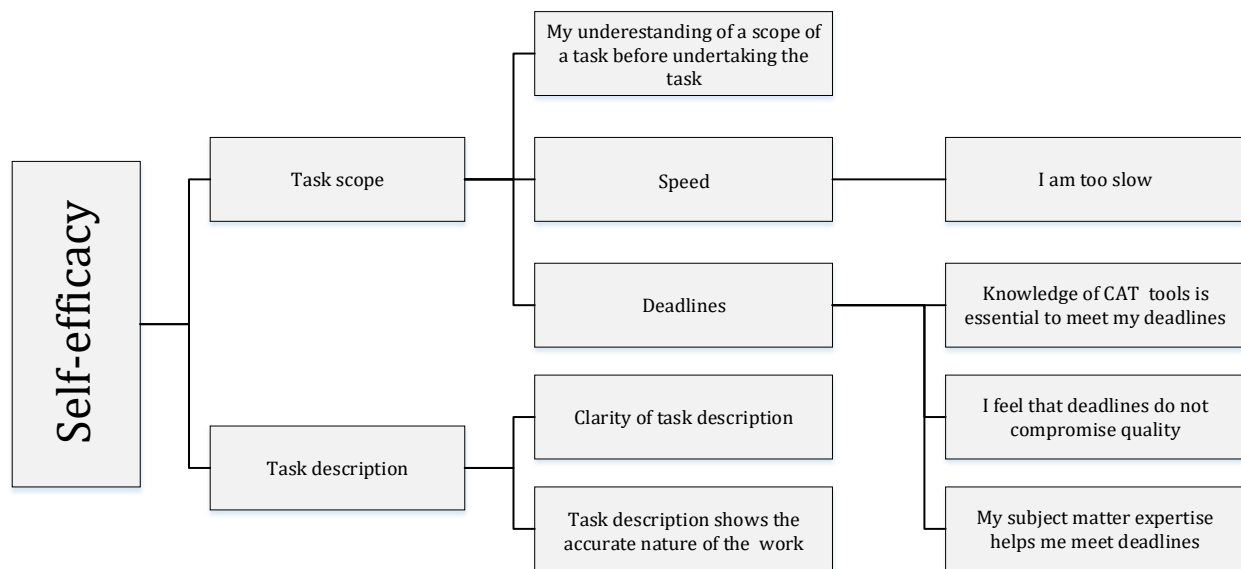 Self-efficacy
Task scope
Task description
My underestanding of a scope of
a task before undertaking the
task
Speed
Deadlines
Clarity of task description
Task description shows the
accurate nature of the work
I am too slow
Knowledge of CAT tools is
essential to meet my deadlines
I feel that deadlines do not
compromise quality
My subject matter expertise
helps me meet deadlines